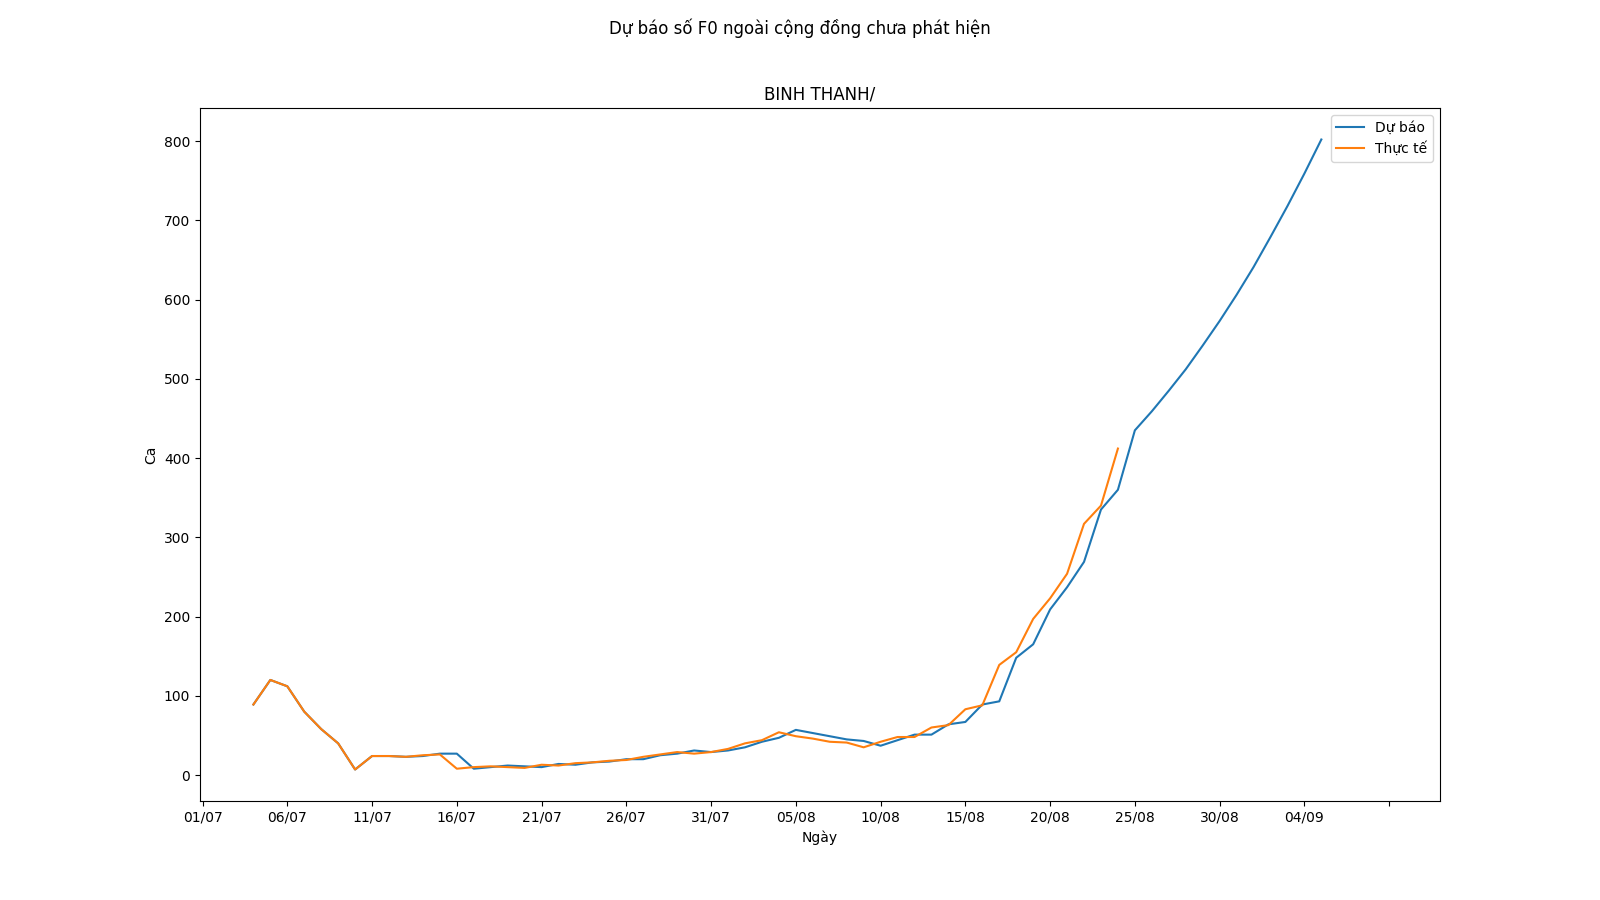 Dự báo số F0 ngoài cộng đồng chưa phát hiện
BINH THANH/
Dự báo
Thực tế
800
700
600
500
400
300
200
100
0
Ca
01/07 06/07 11/07 16/07 21/07 26/07 31/07 05/08 10/08 15/08 20/08 25/08 30/08 04/09
Ngày